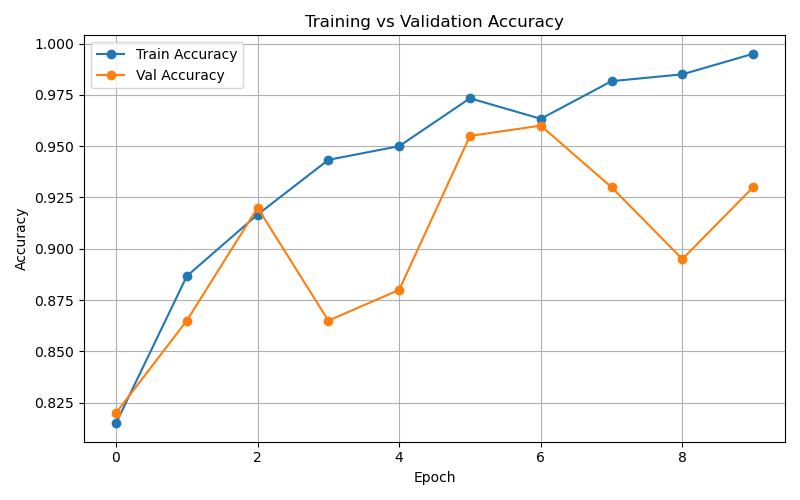 Training vs Validation Accuracy
Train Accuracy
Val Accuracy
1.000
0.975
0.950
0.925
0.900
0.875
0.850
0.825
Accuracy
0 2 4 6 8
Epoch